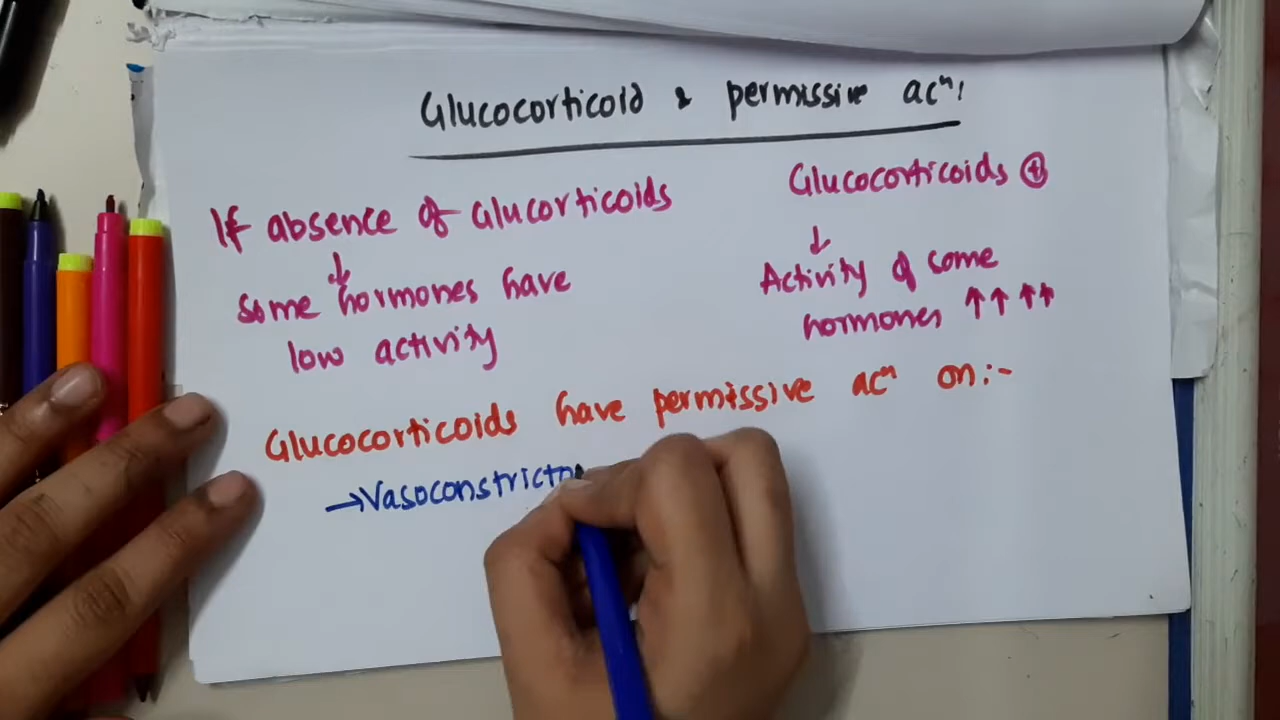 Glucocorticoid & permissive acⁿ:
If absence of Glucorticoids
↓
some hormones have
low activity
Glucocorticoids ⊕
↓
Activity of some
hormones ↑↑↑↑
Glucocorticoids have permissive acⁿ on:-
→Vasoconstricto